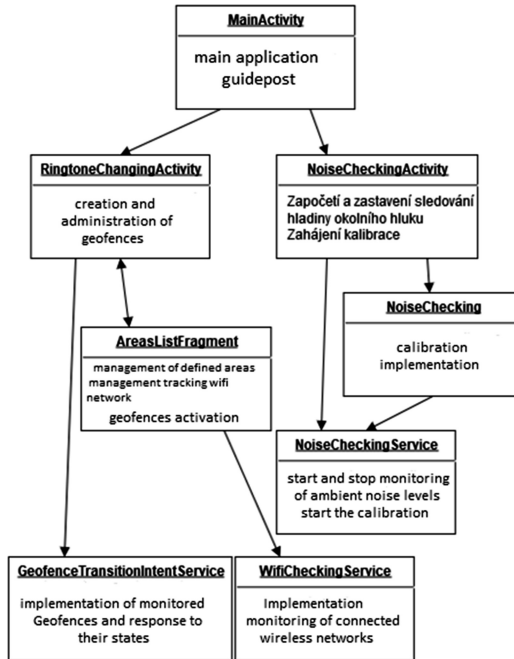 MainActivity
main application
guidepost
RingtoneChangingActivity
creation and
administration of
geofences
NoiseCheckingActivity
Započetí a zastavení sledování
hladiny okolního hluku
Zahájení kalibrace
NoiseChecking
calibration
implementation
AreasListFragment
management of defined areas
management tracking wifi
network
geofences activation
NoiseCheckingService
start and stop monitoring
of ambient noise levels
start the calibration
GeofenceTransitionIntentService
implementation of monitored
Geofences and response to
their states
WifiCheckingService
Implementation
monitoring of connected
wireless networks